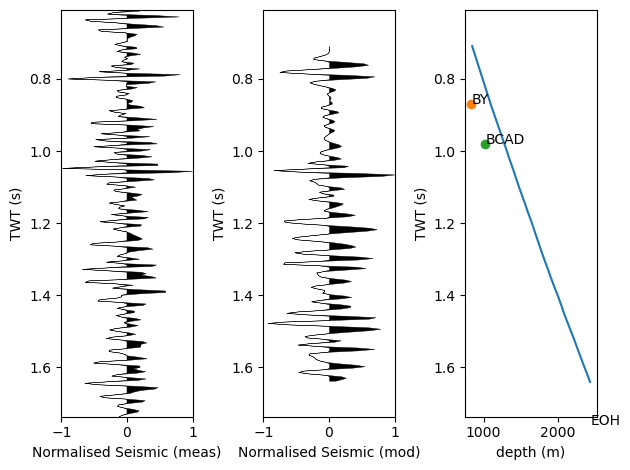 0.8
1.0
1.2
1.4
1.6
TWT (s)
−1
0
1
Normalised Seismic (meas)
0.8
1.0
1.2
1.4
1.6
TWT (s)
−1
0
1
Normalised Seismic (mod)
0.8
1.0
1.2
1.4
1.6
TWT (s)
BY
BCAD
EOH
1000
2000
depth (m)